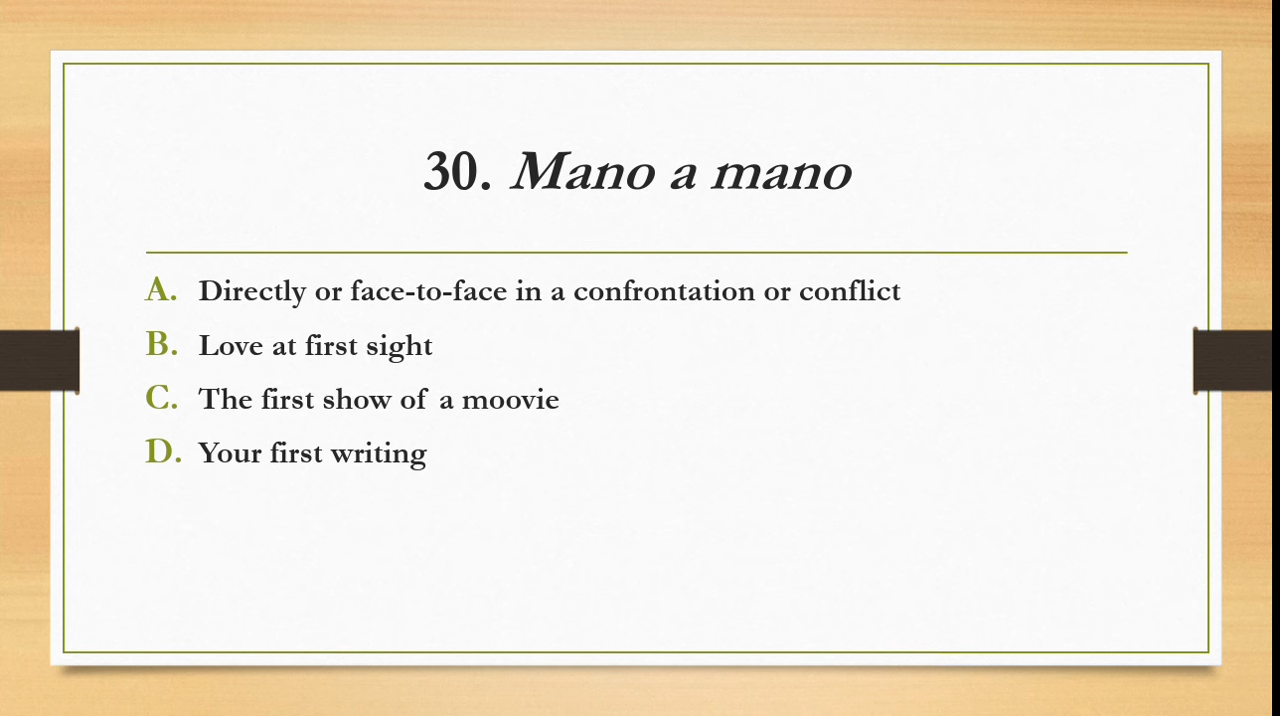 30. Mano a mano
A. Directly or face-to-face in a confrontation or conflict
B. Love at first sight
C. The first show of a moovie
D. Your first writing